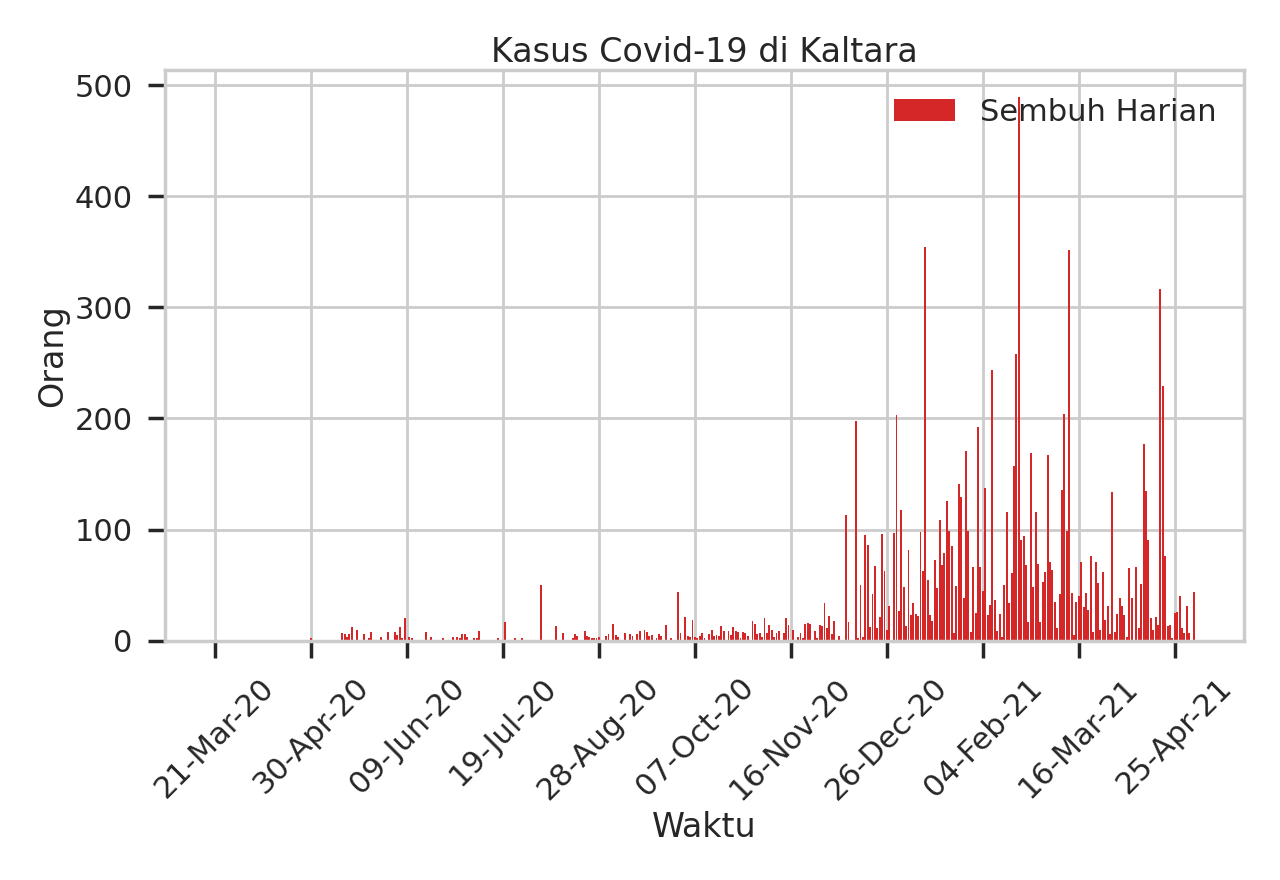 Kasus Covid-19 di Kaltara
Sembuh Harian
Orang
500
400
300
200
100
0
21-Mar-20
30-Apr-20
09-Jun-20
19-Jul-20
28-Aug-20
07-Oct-20
16-Nov-20
26-Dec-20
04-Feb-21
16-Mar-21
25-Apr-21
Waktu